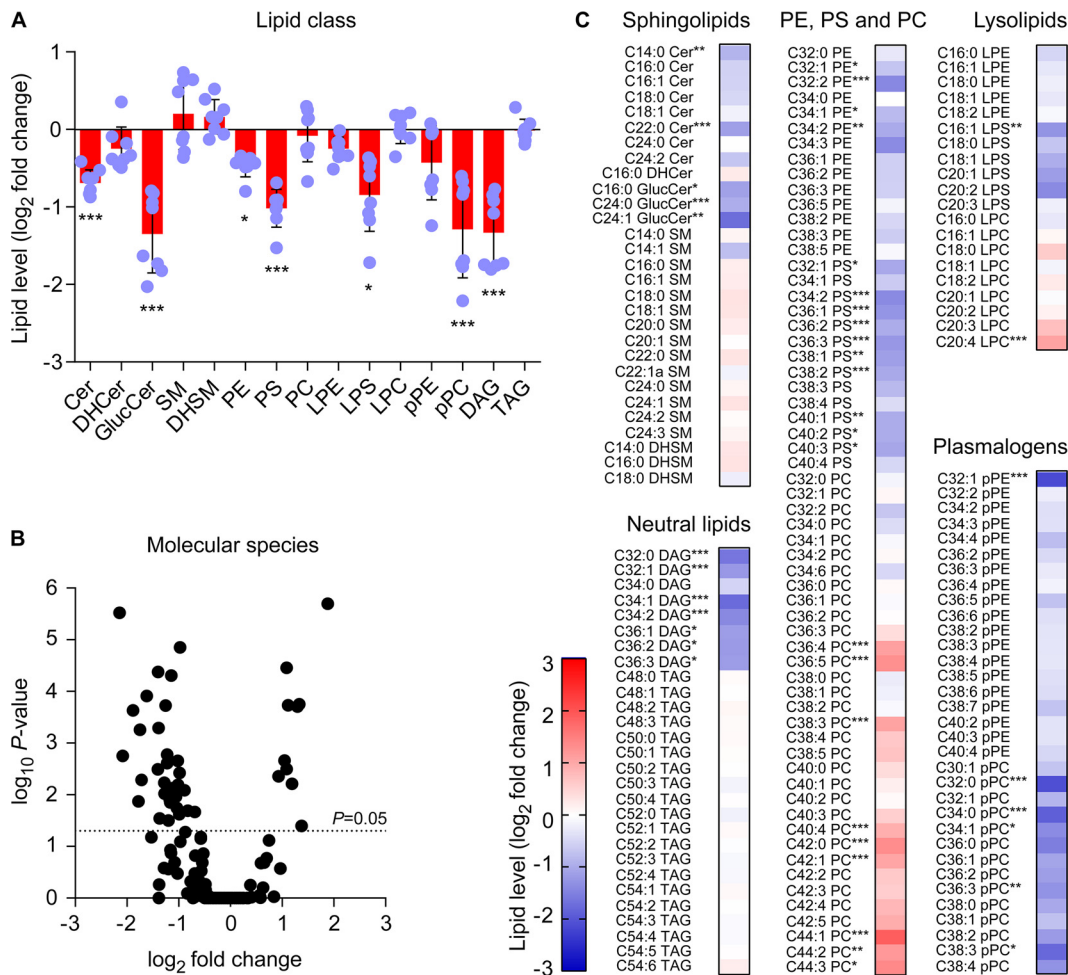 A
Lipid class
Lipid level (log2 fold change)
1
0
-1
-2
-3
***
***
*
***
*
***
***
Cer
DHCer
GlucCer
SM
DHSM
PE
PS
PC
LPE
LPS
LPC
pPE
pPC
DAG
TAG
B
Molecular species
log10 P-value
6
5
4
3
2
1
0
P=0.05
-3
-2
-1
0
1
2
3
log2 fold change
C
Sphingolipids
C14:0 Cer**
C16:0 Cer
C16:1 Cer
C18:0 Cer
C18:1 Cer
C22:0 Cer***
C24:0 Cer
C24:2 Cer
C16:0 DHCer
C16:0 GlucCer*
C24:0 GlucCer***
C24:1 GlucCer**
C14:0 SM
C14:1 SM
C16:0 SM
C16:1 SM
C18:0 SM
C18:1 SM
C20:0 SM
C20:1 SM
C22:0 SM
C22:1a SM
C24:0 SM
C24:1 SM
C24:2 SM
C24:3 SM
C14:0 DHSM
C16:0 DHSM
C18:0 DHSM
Neutral lipids
C32:0 DAG***
C32:1 DAG***
C34:0 DAG
C34:1 DAG***
C34:2 DAG***
C36:1 DAG*
C36:2 DAG*
C36:3 DAG*
C48:0 TAG
C48:1 TAG
C48:2 TAG
C48:3 TAG
C50:0 TAG
C50:1 TAG
C50:2 TAG
C50:3 TAG
C50:4 TAG
C52:0 TAG
C52:1 TAG
C52:2 TAG
C52:3 TAG
C52:4 TAG
C54:1 TAG
C54:2 TAG
C54:3 TAG
C54:4 TAG
C54:5 TAG
C54:6 TAG
Lipid level (log2 fold change)
3
2
1
0
-1
-2
-3
PE, PS and PC
C32:0 PE
C32:1 PE*
C32:2 PE***
C34:0 PE
C34:1 PE*
C34:2 PE**
C34:3 PE
C36:1 PE
C36:2 PE
C36:3 PE
C36:5 PE
C38:2 PE
C38:3 PE
C38:5 PE
C32:1 PS*
C34:1 PS
C34:2 PS***
C36:1 PS***
C36:2 PS***
C36:3 PS***
C38:1 PS**
C38:2 PS***
C38:3 PS
C38:4 PS
C40:1 PS**
C40:2 PS*
C40:3 PS*
C40:4 PS
C32:0 PC
C32:1 PC
C32:2 PC
C34:0 PC
C34:1 PC
C34:2 PC
C34:6 PC
C36:0 PC
C36:1 PC
C36:2 PC
C36:3 PC
C36:4 PC***
C36:5 PC***
C38:0 PC
C38:1 PC
C38:2 PC
C38:3 PC***
C38:4 PC
C38:5 PC
C40:0 PC
C40:1 PC
C40:2 PC
C40:3 PC
C40:4 PC***
C42:0 PC***
C42:1 PC***
C42:2 PC
C42:3 PC
C42:4 PC
C42:5 PC
C44:1 PC***
C44:2 PC**
C44:3 PC*
Lysolipids
C16:0 LPE
C16:1 LPE
C18:0 LPE
C18:1 LPE
C18:2 LPE
C16:1 LPS**
C18:0 LPS
C18:1 LPS
C20:1 LPS
C20:2 LPS
C20:3 LPS
C16:0 LPC
C16:1 LPC
C18:0 LPC
C18:1 LPC
C18:2 LPC
C20:1 LPC
C20:2 LPC
C20:3 LPC
C20:4 LPC***
Plasmalogens
C32:1 pPE***
C32:2 pPE
C34:2 pPE
C34:3 pPE
C34:4 pPE
C36:2 pPE
C36:3 pPE
C36:4 pPE
C36:5 pPE
C36:6 pPE
C38:2 pPE
C38:3 pPE
C38:4 pPE
C38:5 pPE
C38:6 pPE
C38:7 pPE
C40:2 pPE
C40:3 pPE
C40:4 pPE
C30:1 pPC
C32:0 pPC***
C32:1 pPC
C34:0 pPC***
C34:1 pPC*
C36:0 pPC
C36:1 pPC
C36:2 pPC
C36:3 pPC**
C38:0 pPC
C38:1 pPC
C38:2 pPC
C38:3 pPC*
C38:4 pPC